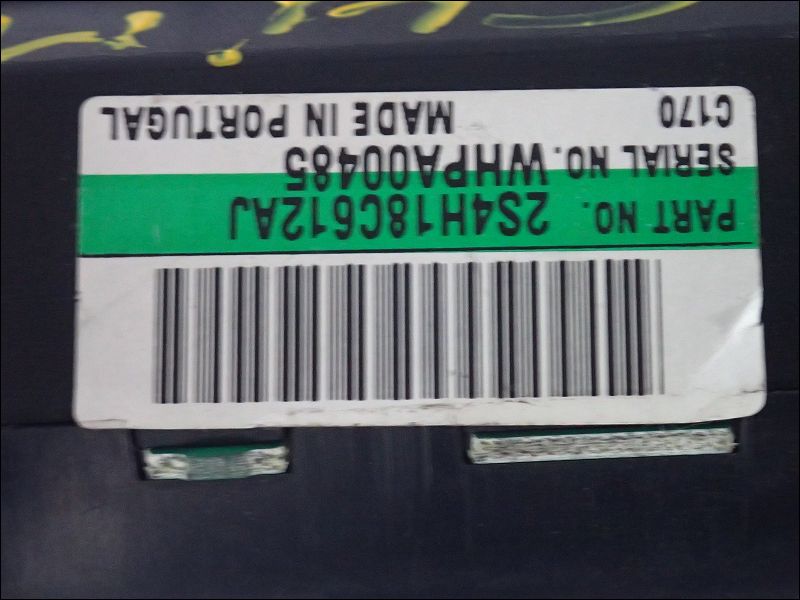 PART NO. 2S4H18C612AJ
SERIAL NO. WHPA00485
C170 MADE IN PORTUGAL